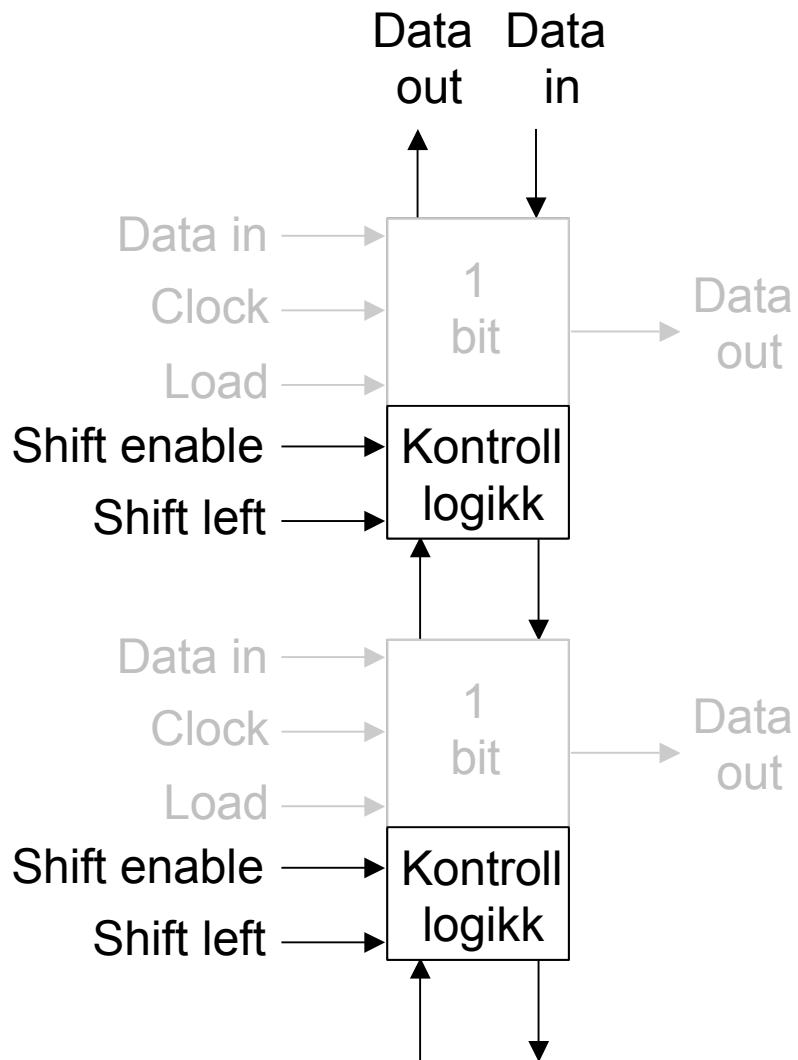 Data Data
out in
Data in
1
bit
Clock
Data
out
Load
Shift enable
Kontroll
logikk
Shift left
Data in
1
bit
Clock
Data
out
Load
Shift enable
Kontroll
logikk
Shift left